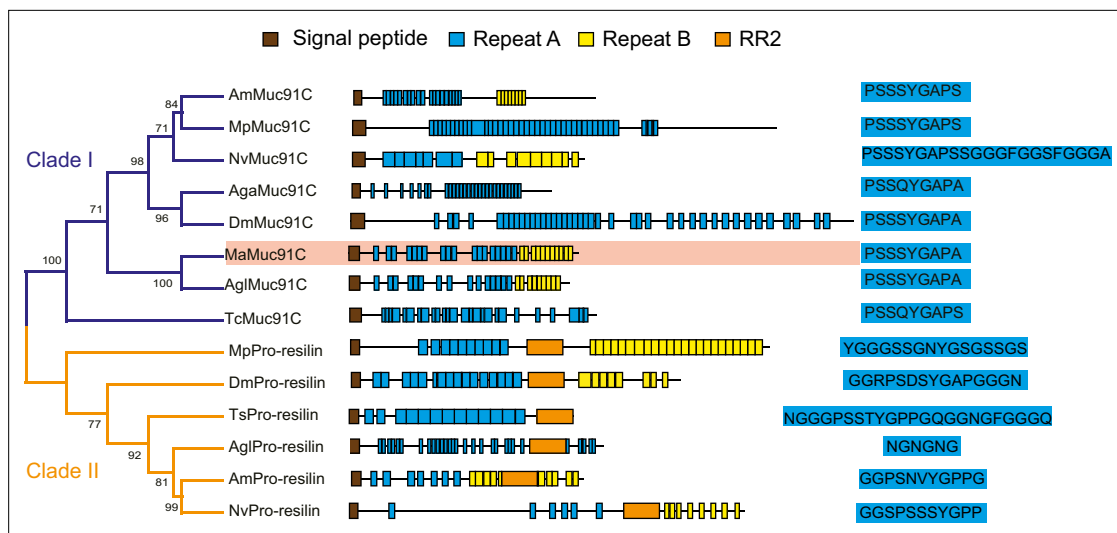 Signal peptide Repeat A Repeat B RR2
AmMuc91C PSSSYGAPS
84
MpMuc91C PSSSYGAPS
71
Clade I NvMuc91C PSSSYGAPSSGGGFGGSFGGGA
98
AgaMuc91C PSSQYGAPA
96
DmMuc91C PSSSYGAPA
71
MaMuc91C PSSSYGAPA
100
100
AglMuc91C PSSSYGAPA
TcMuc91C PSSQYGAPS
MpPro-resilin YGGGSSGNYGSGSSGS
DmPro-resilin GGRPSDSYGAPGGGN
77
TsPro-resilin NGGGPSSTYGPPGQGGNGFGGGQ
92
AglPro-resilin NGNGNG
Clade II
81
AmPro-resilin GGPSNVYGPPG
99
NvPro-resilin GGSPSSSYGPP